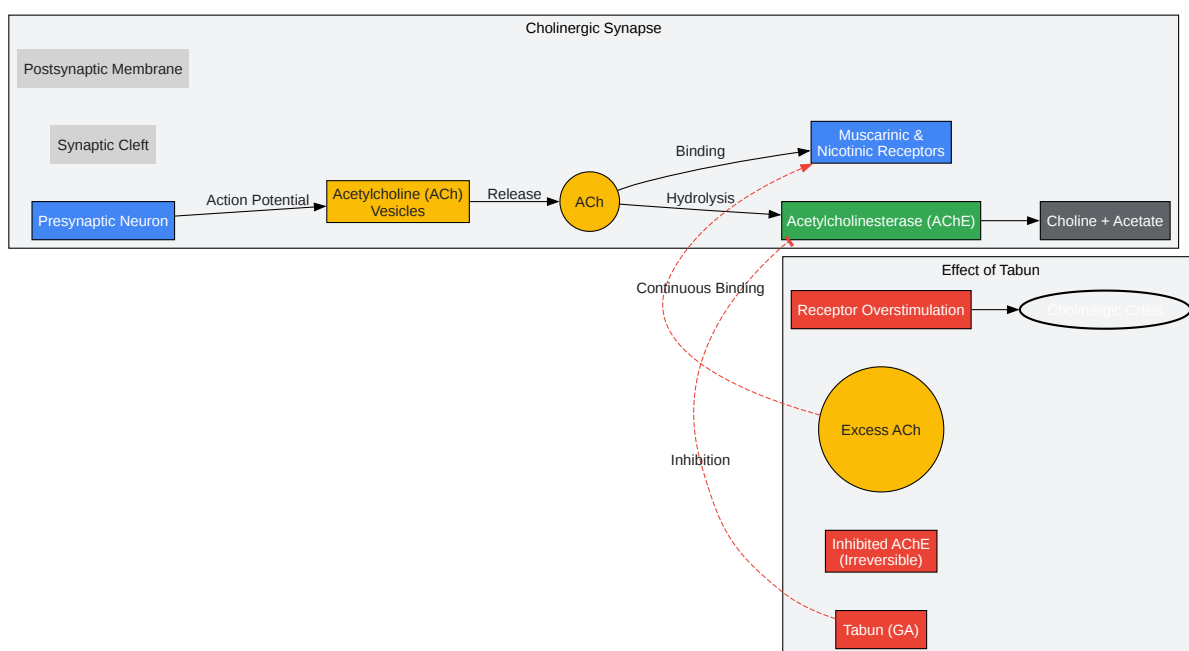 Cholinergic Synapse
Postsynaptic Membrane
Synaptic Cleft
Presynaptic Neuron
Action Potential
Acetylcholine (ACh)
Vesicles
Release
ACh
Binding
Hydrolysis
Muscarinic &
Nicotinic Receptors
Acetylcholinesterase (AChE)
Choline + Acetate
Continuous Binding
Inhibition
Effect of Tabun
Receptor Overstimulation
Cholinergic Crisis
Excess ACh
Inhibited AChE
(Irreversible)
Tabun (GA)